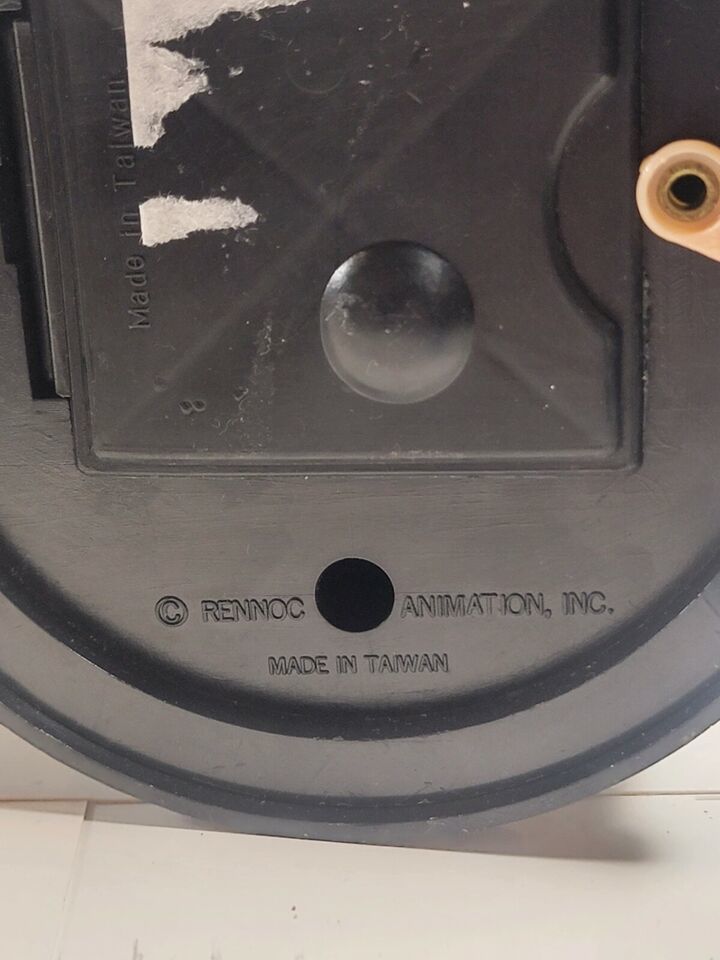 Made in Taiwan
8
© RENNOC ANIMATION, INC.
MADE IN TAIWAN